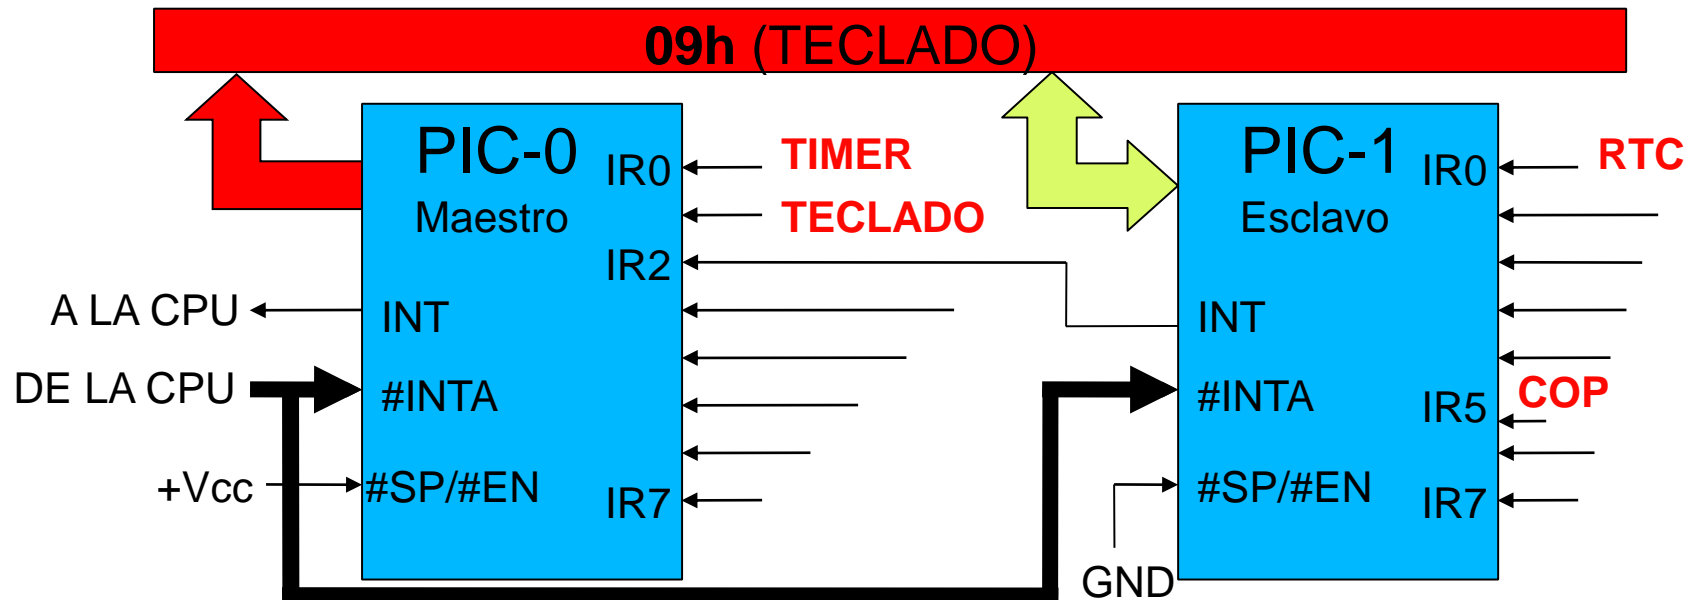 09h (TECLADO)
PIC-0
Maestro
IR0
TIMER
TECLADO
IR2
A LA CPU
INT
DE LA CPU
#INTA
+Vcc
#SP/#EN
IR7
PIC-1
Esclavo
IR0
RTC
INT
#INTA
COP
IR5
#SP/#EN
IR7
GND